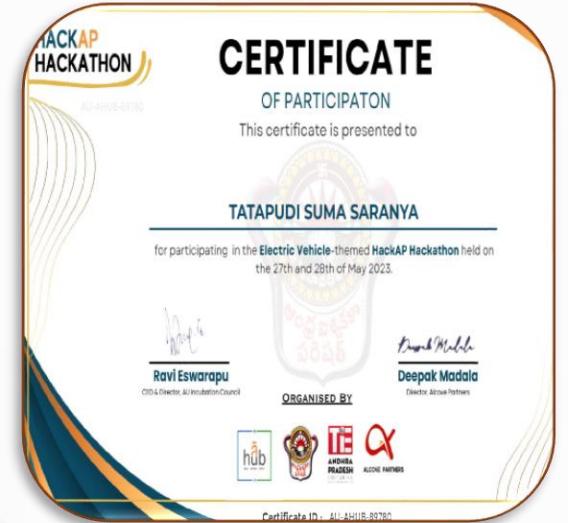 HACKAP
HACKATHON
AU-AHUB-89780
CERTIFICATE
OF PARTICIPATON
This certificate is presented to
TATAPUDI SUMA SARANYA
for participating in the Electric Vehicle-themed HackAP Hackathon held on
the 27th and 28th of May 2023.
Ravi Eswarapu
CEO & Director, AU Incubation Council
Deepak Madala
Director, Alcove Partners
ORGANISED BY
hub
TiE
ANDHRA
PRADESH
ALCOVE PARTNERS
Certificate ID : AU-AHUB-89780